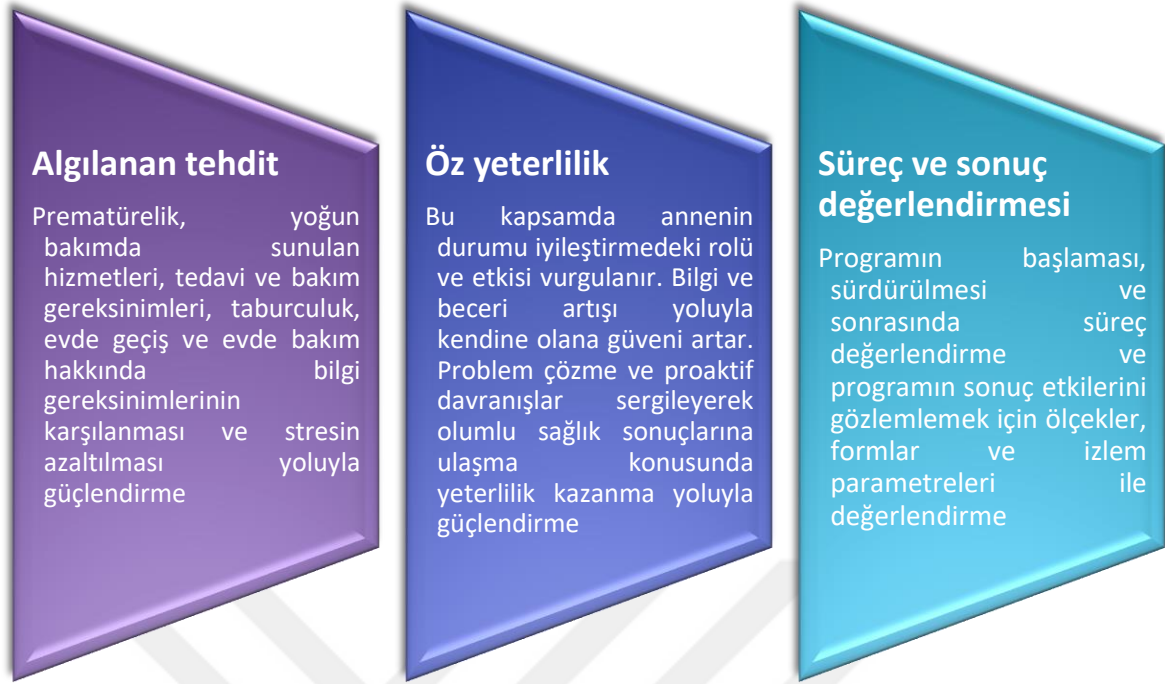 Algılanan tehdit
Prematürelik, yoğun
bakımda sunulan
hizmetleri, tedavi ve bakım
gereksinimleri, taburculuk,
evde geçiş ve evde bakım
hakkında bilgi
gereksinimlerinin
karşılanması ve stresin
azaltılması yoluyla
güçlendirme
Öz yeterlilik
Bu kapsamda annenin
durumu iyileştirmedeki rolü
ve etkisi vurgulanır. Bilgi ve
beceri artışı yoluyla
kendine olana güveni artar.
Problem çözme ve proaktif
davranışlar sergileyerek
olumlu sağlık sonuçlarına
ulaşma konusunda
yeterlilik kazanma yoluyla
güçlendirme
Süreç ve sonuç
değerlendirmesi
Programın başlaması,
sürdürülmesi ve
sonrasında süreç
değerlendirme ve
programın sonuç etkilerini
gözlemlemek için ölçekler,
formlar ve izlem
parametreleri ile
değerlendirme